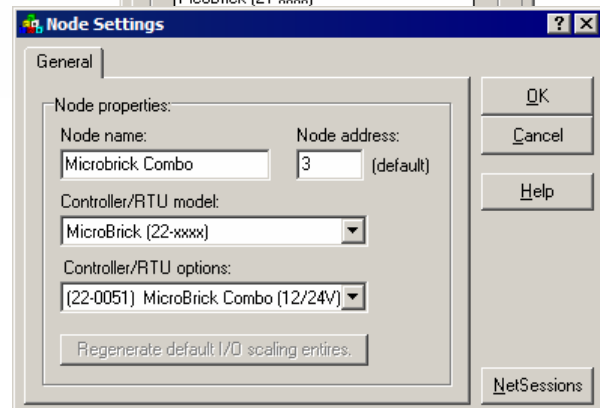 Node Settings
General
Node properties:
Node name:
Node address:
Microbrick Combo
3
(default)
Controller/RTU model:
MicroBrick (22-xxxx)
Controller/RTU options:
(22-0051) MicroBrick Combo (12/24V)
Regenerate default I/O scaling entires.
OK
Cancel
Help
NetSessions